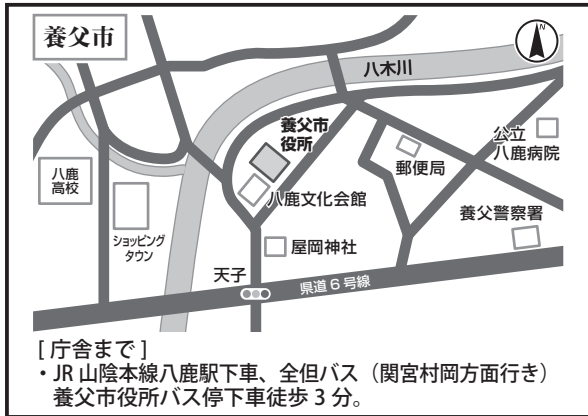 養父市
N
八木川
養父市
役所
公立
八鹿病院
郵便局
八鹿
高校
八鹿文化会館
養父警察署
ショッピング
タウン
屋岡神社
天子
県道6号線
[庁舎まで]
・JR山陰本線八鹿駅下車、全但バス（関宮村岡方面行き）
養父市役所バス停下車徒歩3分。